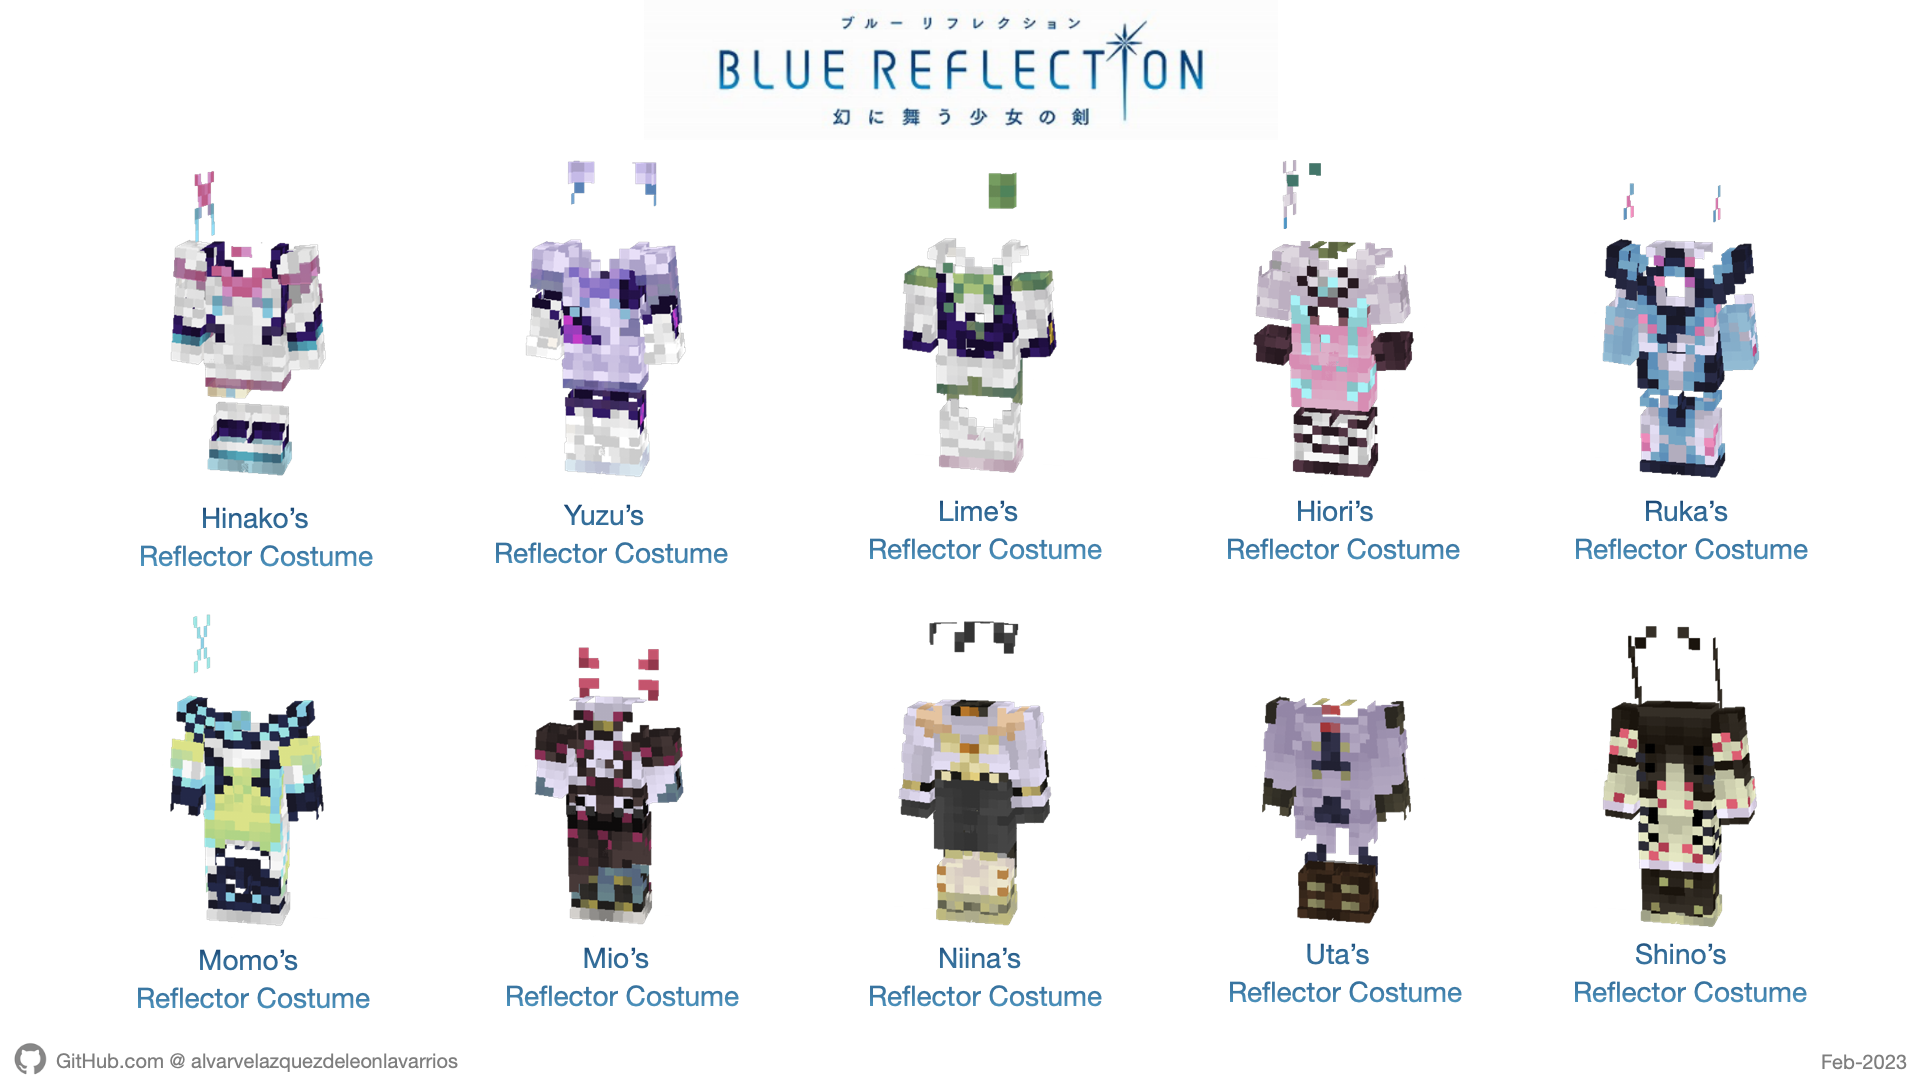 ブルーリフレクション
BLUE REFLECTION
幻に舞う少女の剣
Hinako’s
Reflector Costume
Yuzu’s
Reflector Costume
Lime’s
Reflector Costume
Hiori’s
Reflector Costume
Ruka’s
Reflector Costume
Momo’s
Reflector Costume
Mio’s
Reflector Costume
Niina’s
Reflector Costume
Uta’s
Reflector Costume
Shino’s
Reflector Costume
GitHub.com @ alvarvelazquezdeleonlavarrios
Feb-2023